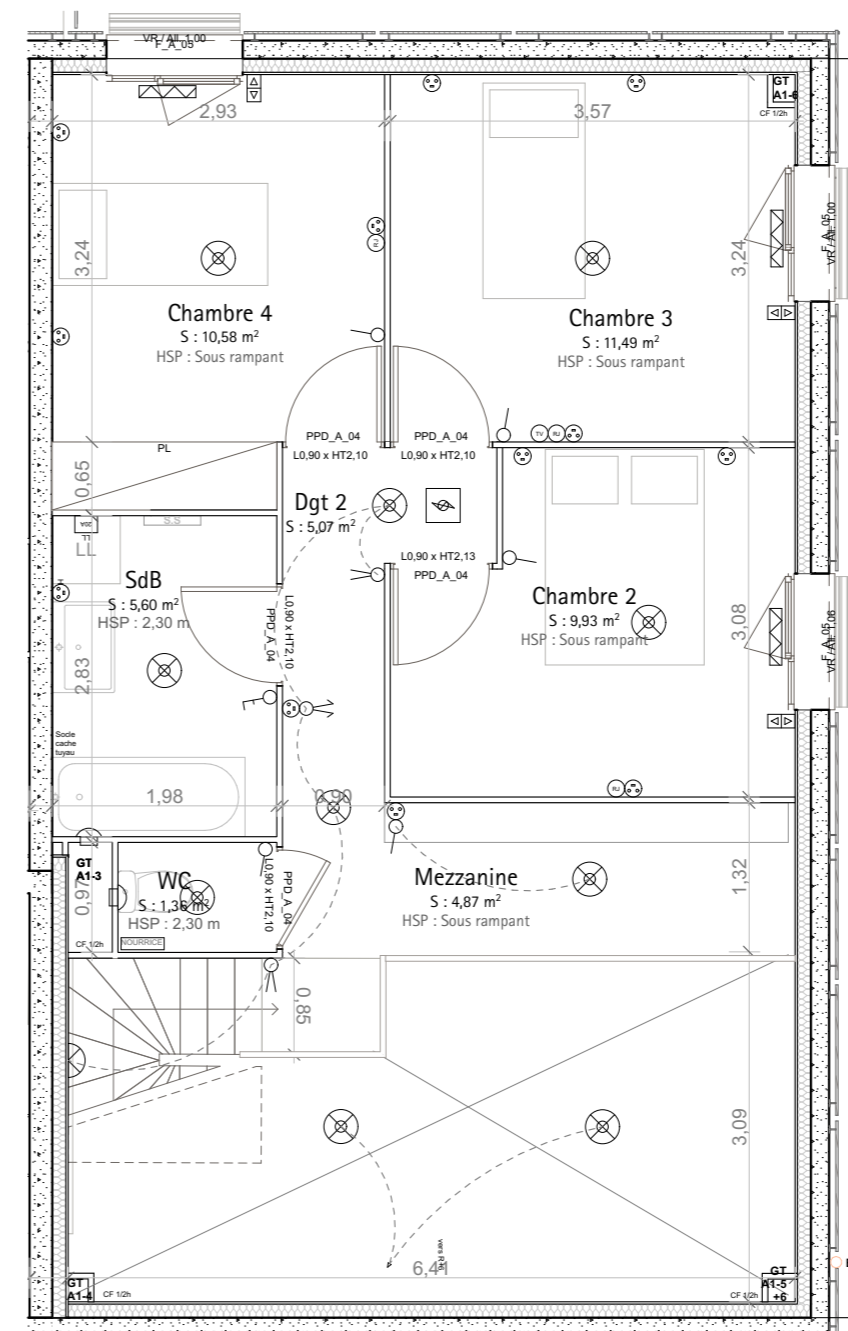 VR / All. 1,00
F_A_05
GT
A1-6
CF 1/2h
2,93
3,57
3,24
3,24
F_A_05
VR / All. 1,00
RJ
Chambre 4
S : 10,58 m²
HSP : Sous rampant
Chambre 3
S : 11,49 m²
HSP : Sous rampant
PPD_A_04
L0,90 x HT2,10
PPD_A_04
L0,90 x HT2,10
TV
RJ
PL
0,65
Dgt 2
S : 5,07 m²
S.S
20A
LL
LL
L0,90 x HT2,13
PPD_A_04
SdB
S : 5,60 m²
HSP : 2,30 m
L0,90 x HT2,10
PPD_A_04
Chambre 2
S : 9,93 m²
HSP : Sous rampant
3,08
F_A_05
VR / All. 1,06
2,83
Socle
cache
tuyau
1,98
0,90
RJ
GT
A1-3
0,97
CF 1/2h
WC
S : 1,36 m²
HSP : 2,30 m
NOURRICE
PPD_A_04
L0,90 x HT2,10
Mezzanine
S : 4,87 m²
HSP : Sous rampant
1,32
0,85
3,09
6,41
GT
A1-4
CF 1/2h
CF 1/2h
GT
A1-5
+6